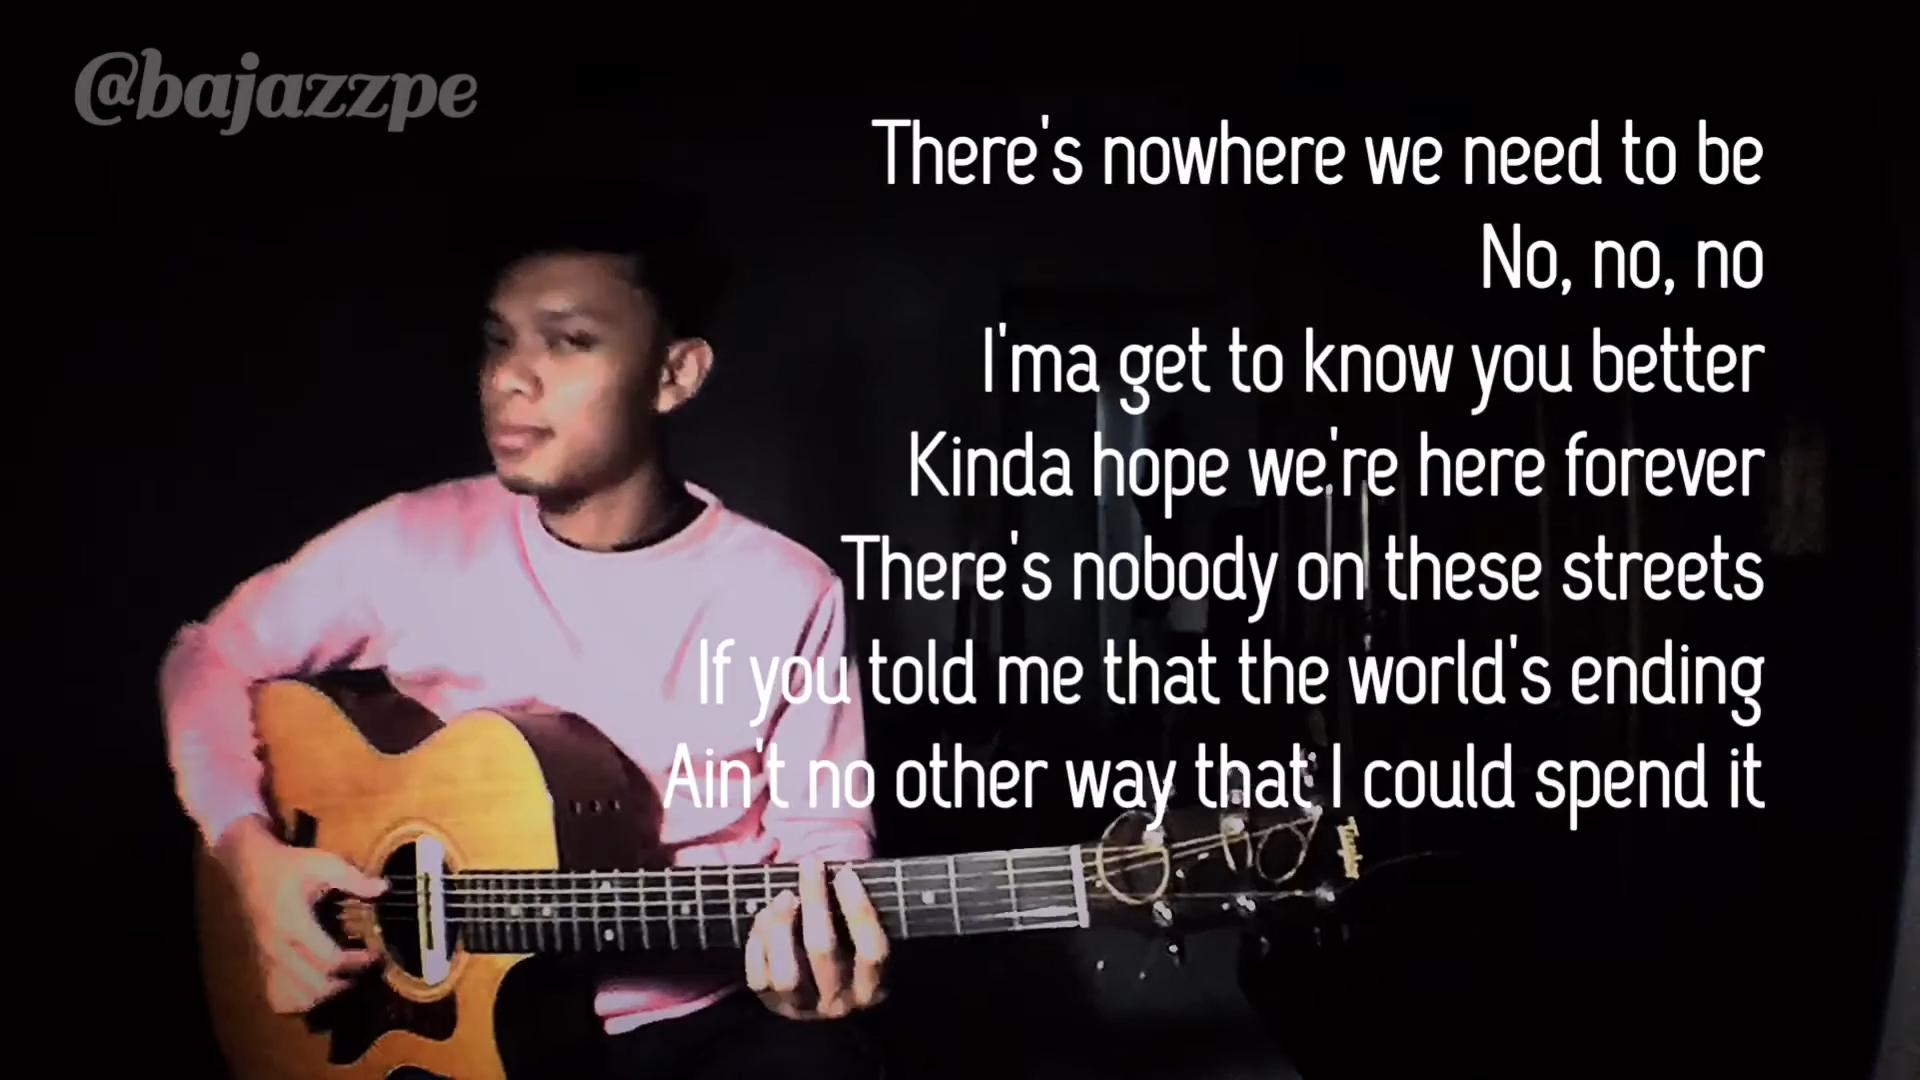 @bajazzpe
There's nowhere we need to be
No, no, no
I'ma get to know you better
Kinda hope we're here forever
There's nobody on these streets
If you told me that the world's ending
Ain't no other way that I could spend it